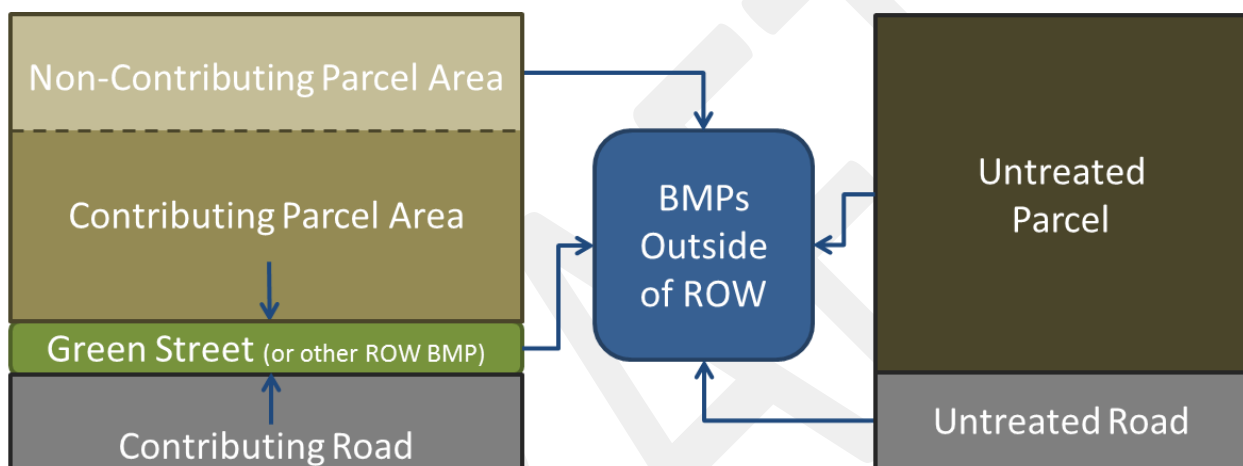 Non-Contributing Parcel Area
Contributing Parcel Area
Green Street (or other ROW BMP)
Contributing Road
BMPs
Outside
of ROW
Untreated
Parcel
Untreated Road